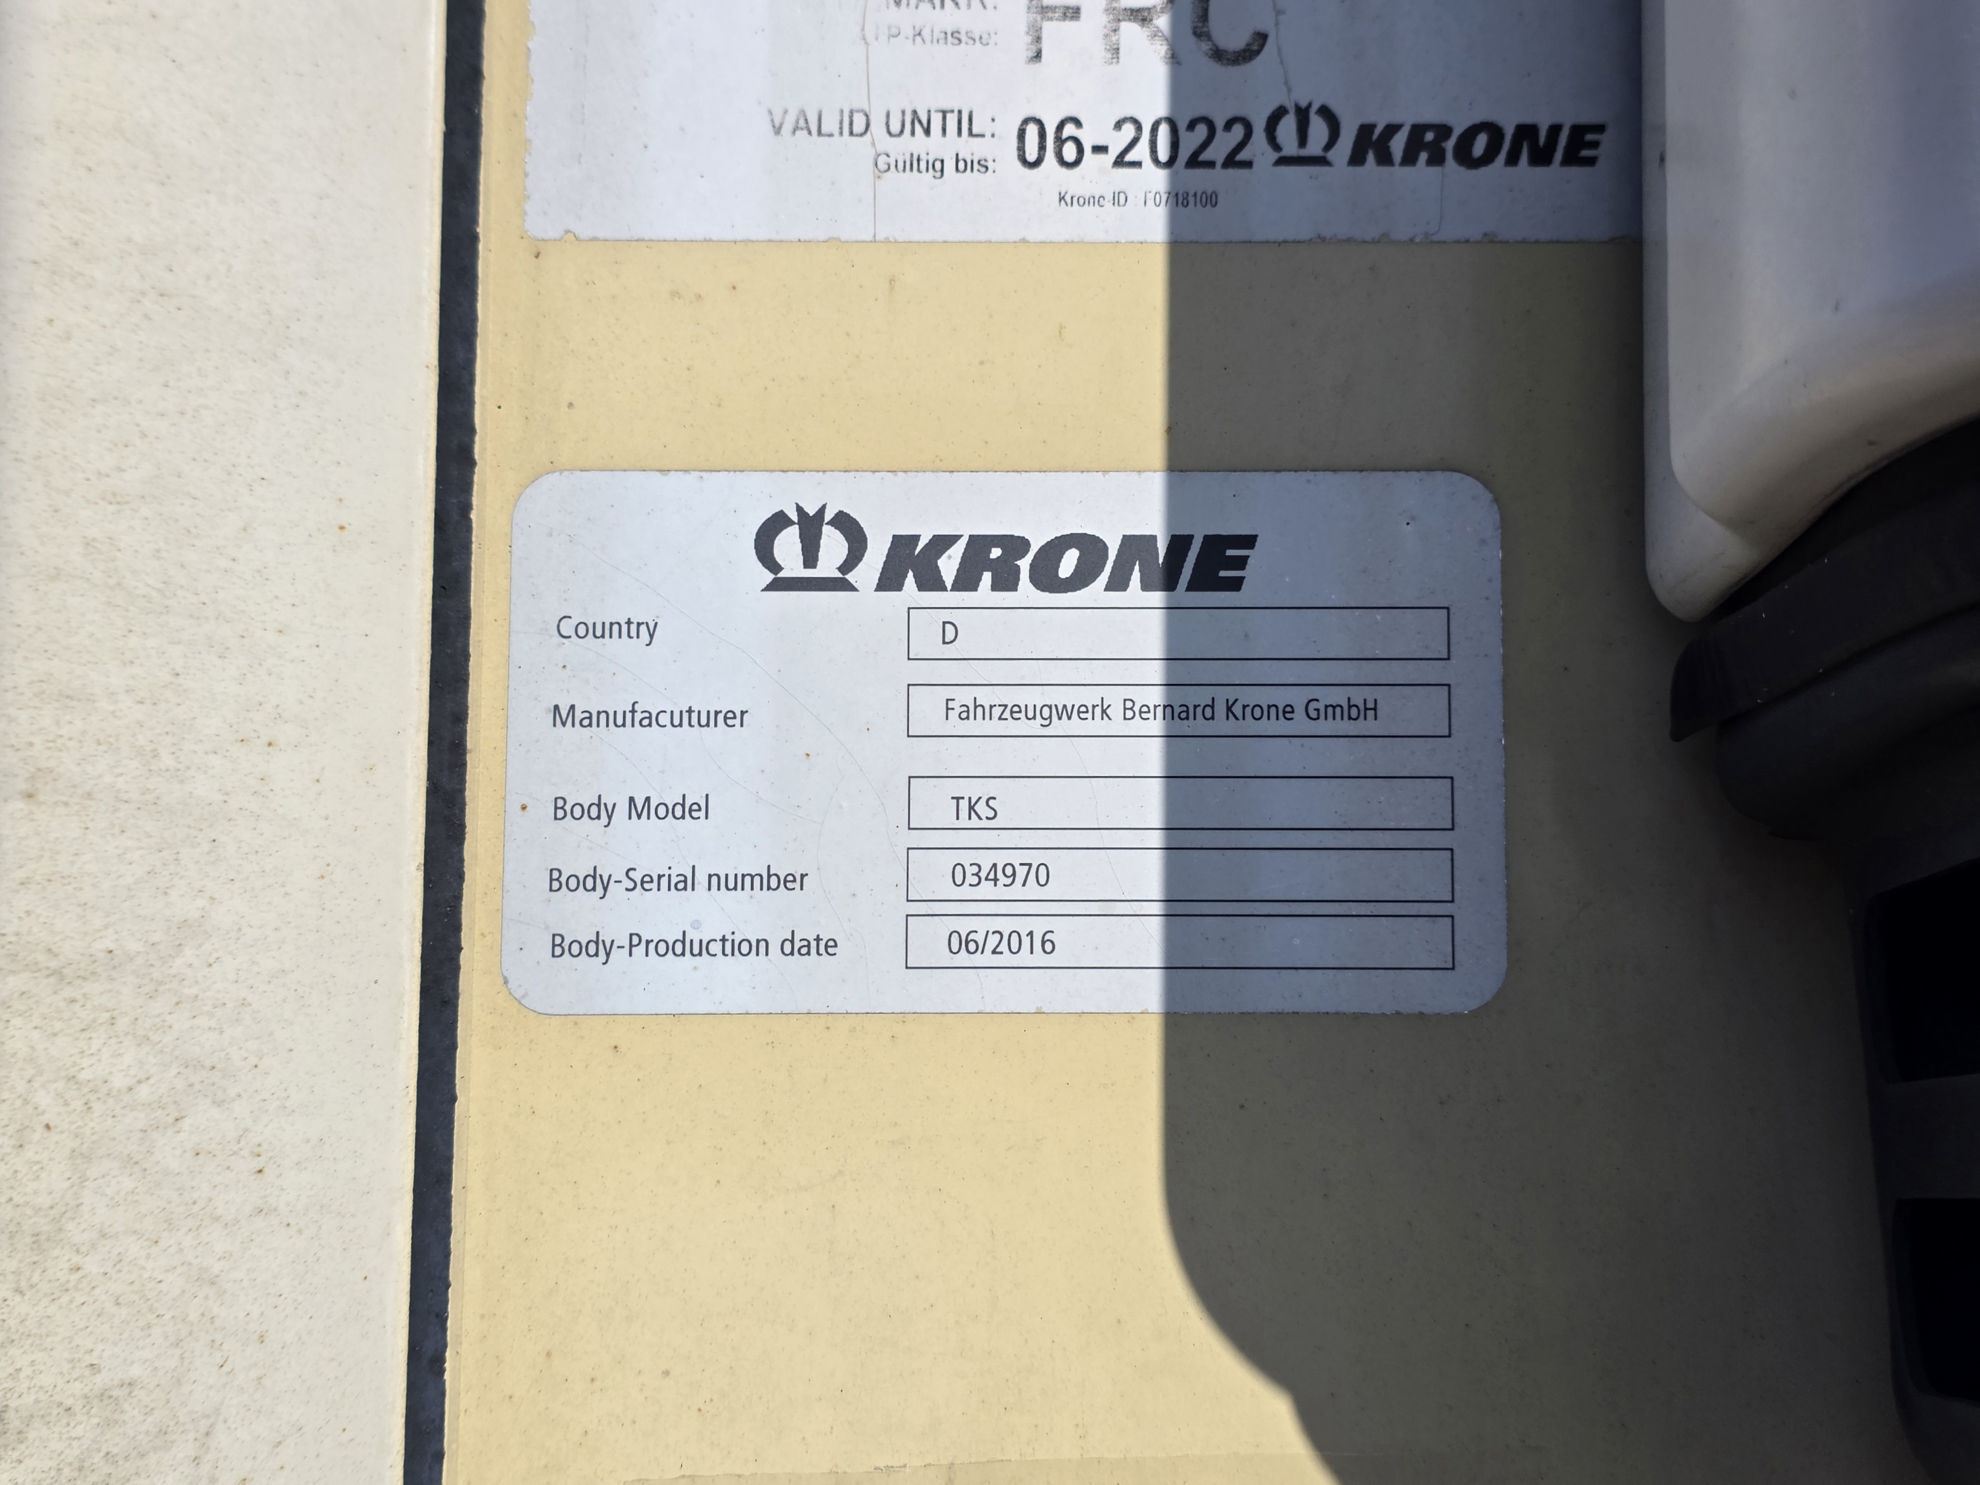 FRC
P-Klasse:
VALID UNTIL: 06-2022 KRONE
Gültig bis:
Krone-ID : F0718100
KRONE
Country D
Manufacuturer Fahrzeugwerk Bernard Krone GmbH
Body Model TKS
Body-Serial number 034970
Body-Production date 06/2016